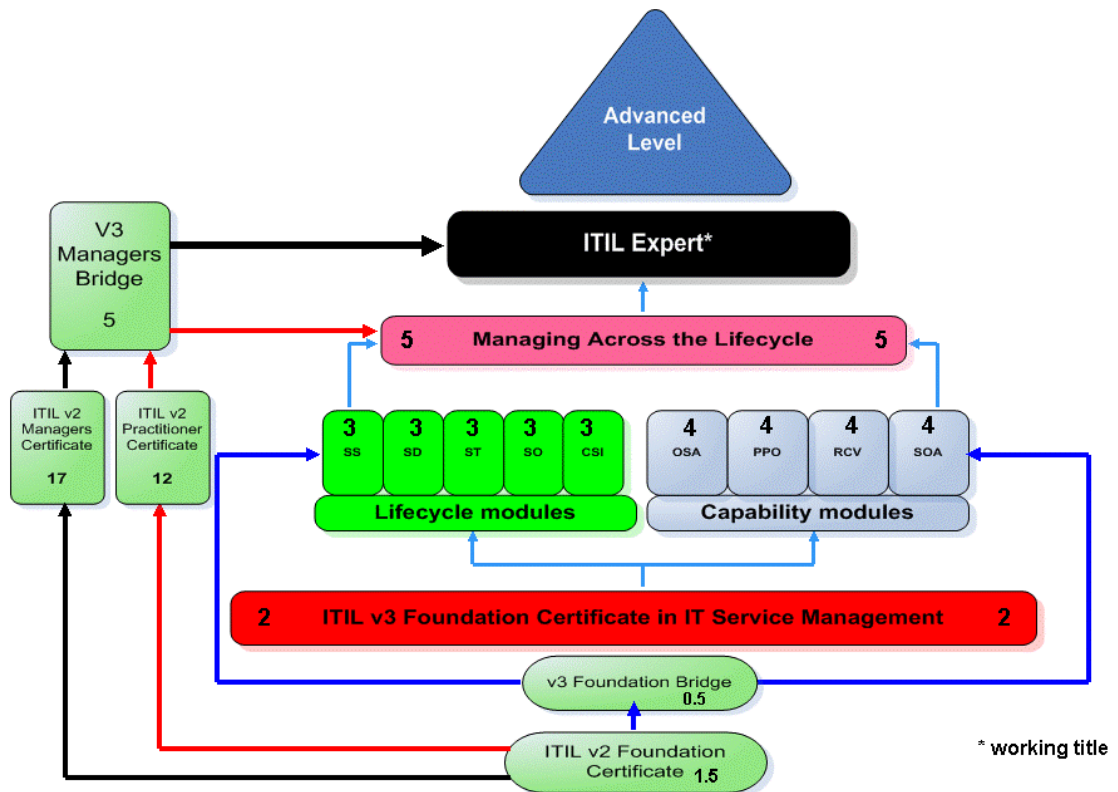 Advanced
Level
ITIL Expert*
V3
Managers
Bridge
5
5 Managing Across the Lifecycle 5
ITIL v2
Managers
Certificate
17
ITIL v2
Practitioner
Certificate
12
3 3 3 3 3
SS SD ST SO CSI
Lifecycle modules
4 4 4 4
OSA PPO RCV SOA
Capability modules
2 ITIL v3 Foundation Certificate in IT Service Management 2
v3 Foundation Bridge
0.5
ITIL v2 Foundation
Certificate 1.5
* working title